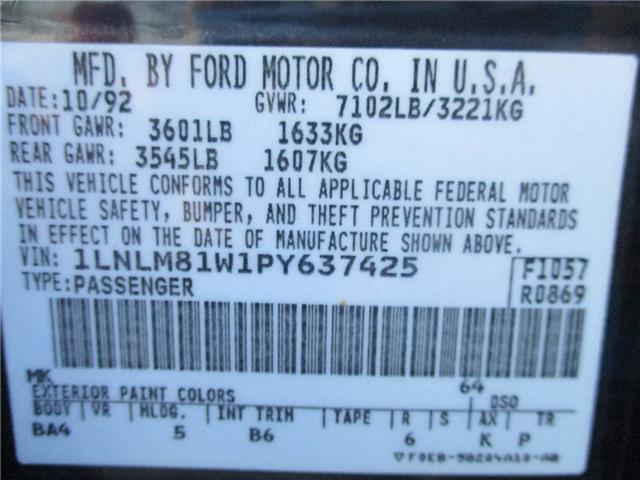 MFD. BY FORD MOTOR CO. IN U.S.A.
DATE: 10/92 GVWR: 7102LB/3221KG
FRONT GAWR: 3601LB 1633KG
REAR GAWR: 3545LB 1607KG
THIS VEHICLE CONFORMS TO ALL APPLICABLE FEDERAL MOTOR
VEHICLE SAFETY, BUMPER, AND THEFT PREVENTION STANDARDS
IN EFFECT ON THE DATE OF MANUFACTURE SHOWN ABOVE.
VIN: 1LNLM81W1PY637425 F1057
TYPE: PASSENGER R0869
MK 64
EXTERIOR PAINT COLORS DSO
BODY VR MLDG. INT TRIM TAPE R S AX TR
BA4 5 B6 6 K P
▽F0EB-58204A10-AB